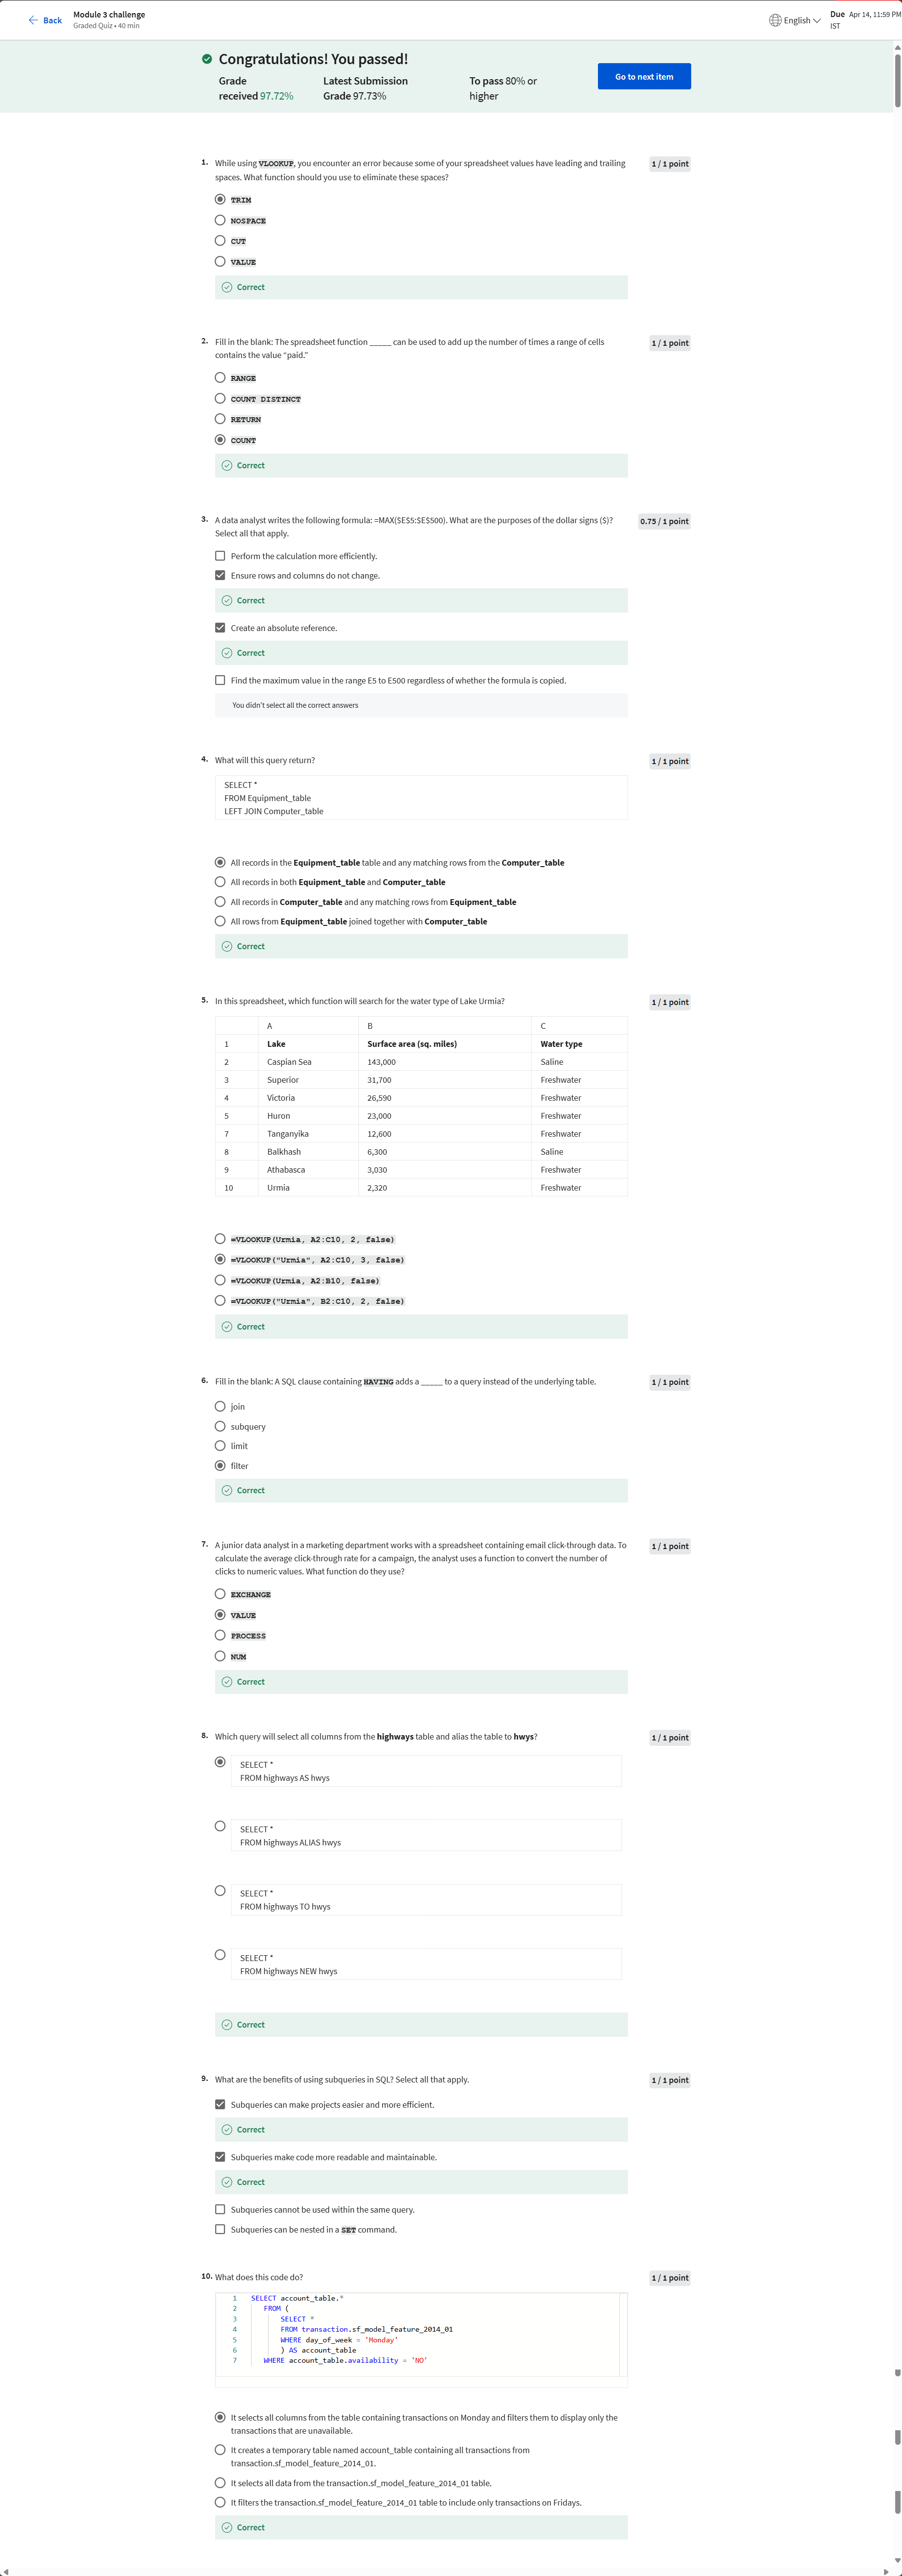 Back
Module 3 challenge
Graded Quiz • 40 min
English
Due Apr 14, 11:59 PM
IST
Congratulations! You passed!
Grade
received 97.72%
Latest Submission
Grade 97.73%
To pass 80% or
higher
Go to next item
1. While using VLOOKUP, you encounter an error because some of your spreadsheet values have leading and trailing
spaces. What function should you use to eliminate these spaces?
1 / 1 point
TRIM
NOSPACE
CUT
VALUE
Correct
2. Fill in the blank: The spreadsheet function _____ can be used to add up the number of times a range of cells
contains the value “paid.”
1 / 1 point
RANGE
COUNT DISTINCT
RETURN
COUNT
Correct
3. A data analyst writes the following formula: =MAX($E$5:$E$500). What are the purposes of the dollar signs ($)?
Select all that apply.
0.75 / 1 point
Perform the calculation more efficiently.
Ensure rows and columns do not change.
Correct
Create an absolute reference.
Correct
Find the maximum value in the range E5 to E500 regardless of whether the formula is copied.
You didn't select all the correct answers
4. What will this query return?
1 / 1 point
SELECT *
FROM Equipment_table
LEFT JOIN Computer_table
All records in the Equipment_table table and any matching rows from the Computer_table
All records in both Equipment_table and Computer_table
All records in Computer_table and any matching rows from Equipment_table
All rows from Equipment_table joined together with Computer_table
Correct
5. In this spreadsheet, which function will search for the water type of Lake Urmia?
1 / 1 point
A B C
1 Lake Surface area (sq. miles) Water type
2 Caspian Sea 143,000 Saline
3 Superior 31,700 Freshwater
4 Victoria 26,590 Freshwater
5 Huron 23,000 Freshwater
7 Tanganyika 12,600 Freshwater
8 Balkhash 6,300 Saline
9 Athabasca 3,030 Freshwater
10 Urmia 2,320 Freshwater
=VLOOKUP(Urmia, A2:C10, 2, false)
=VLOOKUP("Urmia", A2:C10, 3, false)
=VLOOKUP(Urmia, A2:B10, false)
=VLOOKUP("Urmia", B2:C10, 2, false)
Correct
6. Fill in the blank: A SQL clause containing HAVING adds a _____ to a query instead of the underlying table.
1 / 1 point
join
subquery
limit
filter
Correct
7. A junior data analyst in a marketing department works with a spreadsheet containing email click-through data. To
calculate the average click-through rate for a campaign, the analyst uses a function to convert the number of
clicks to numeric values. What function do they use?
1 / 1 point
EXCHANGE
VALUE
PROCESS
NUM
Correct
8. Which query will select all columns from the highways table and alias the table to hwys?
1 / 1 point
SELECT *
FROM highways AS hwys
SELECT *
FROM highways ALIAS hwys
SELECT *
FROM highways TO hwys
SELECT *
FROM highways NEW hwys
Correct
9. What are the benefits of using subqueries in SQL? Select all that apply.
1 / 1 point
Subqueries can make projects easier and more efficient.
Correct
Subqueries make code more readable and maintainable.
Correct
Subqueries cannot be used within the same query.
Subqueries can be nested in a SET command.
10. What does this code do?
1 / 1 point
1 SELECT account_table.*
2 FROM (
3 SELECT *
4 FROM transaction.sf_model_feature_2014_01
5 WHERE day_of_week = 'Monday'
6 ) AS account_table
7 WHERE account_table.availability = 'NO'
It selects all columns from the table containing transactions on Monday and filters them to display only the
transactions that are unavailable.
It creates a temporary table named account_table containing all transactions from
transaction.sf_model_feature_2014_01.
It selects all data from the transaction.sf_model_feature_2014_01 table.
It filters the transaction.sf_model_feature_2014_01 table to include only transactions on Fridays.
Correct